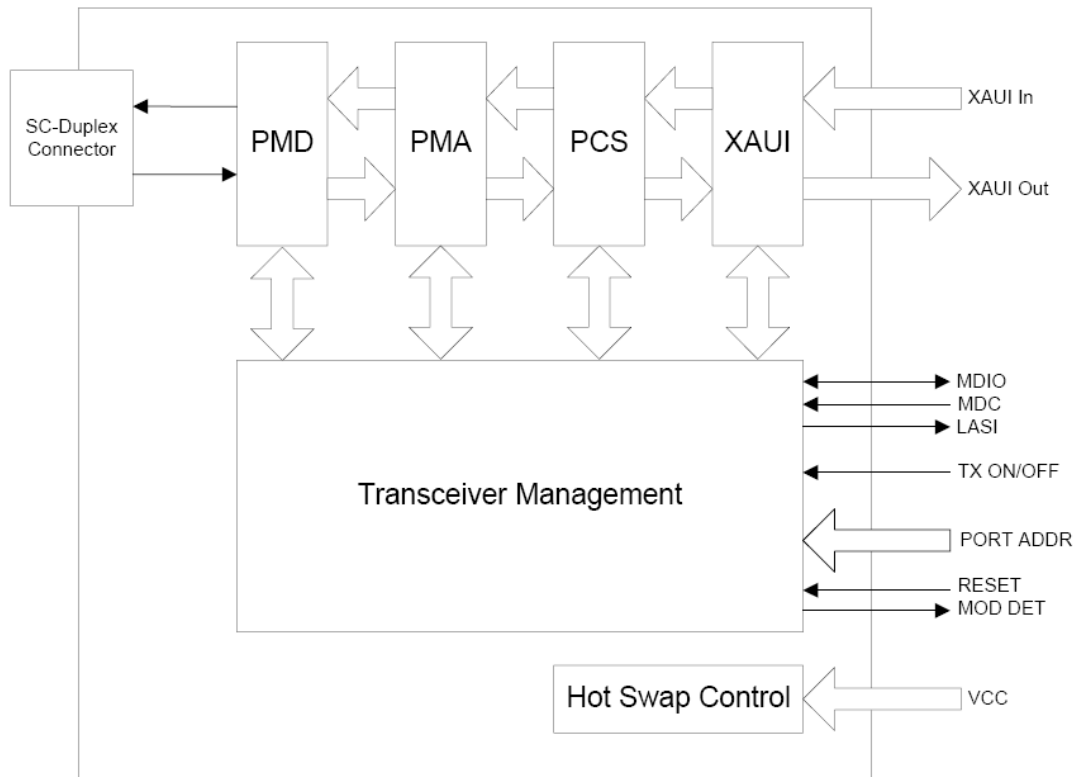 SC-Duplex
Connector
PMD
PMA
PCS
XAUI
XAUI In
XAUI Out
Transceiver Management
MDIO
MDC
LASI
TX ON/OFF
PORT ADDR
RESET
MOD DET
Hot Swap Control
VCC